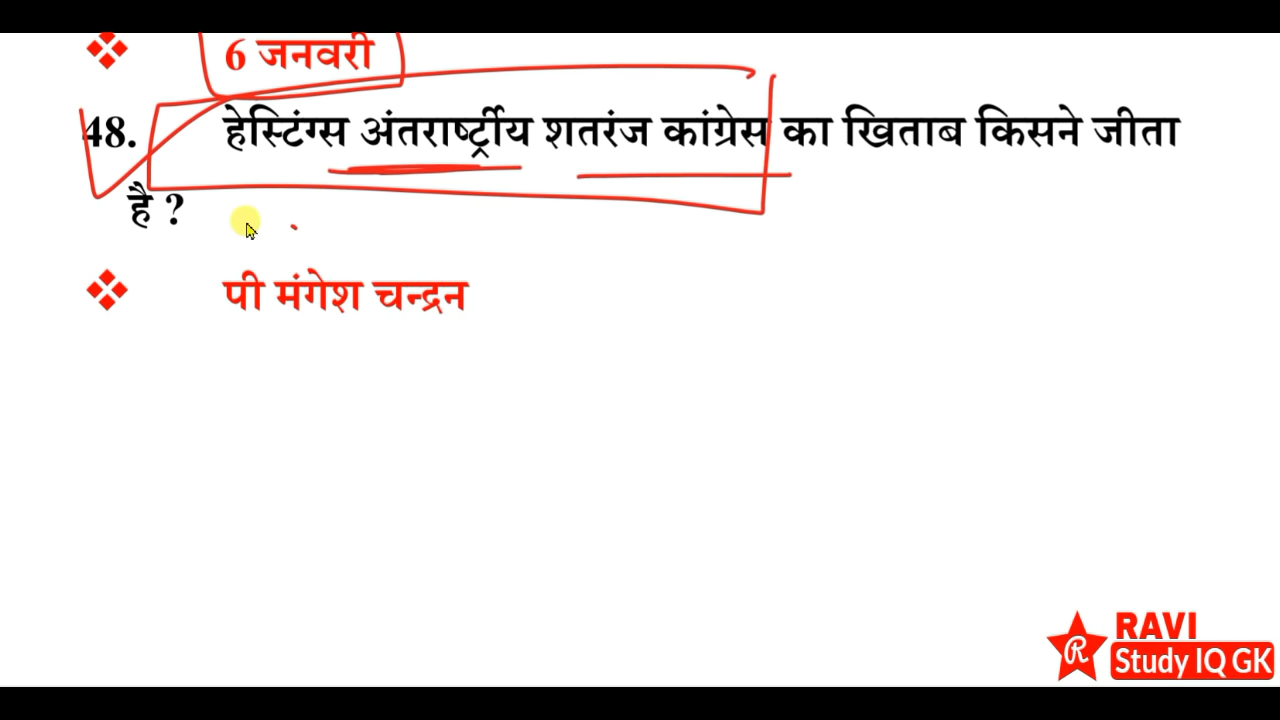 ❖ 6 जनवरी
48. हेस्टिंग्स अंतरार्ष्ट्रीय शतरंज कांग्रेस का खिताब किसने जीता
है ?
❖ पी मंगेश चन्द्रन
RAVI
R Study IQ GK